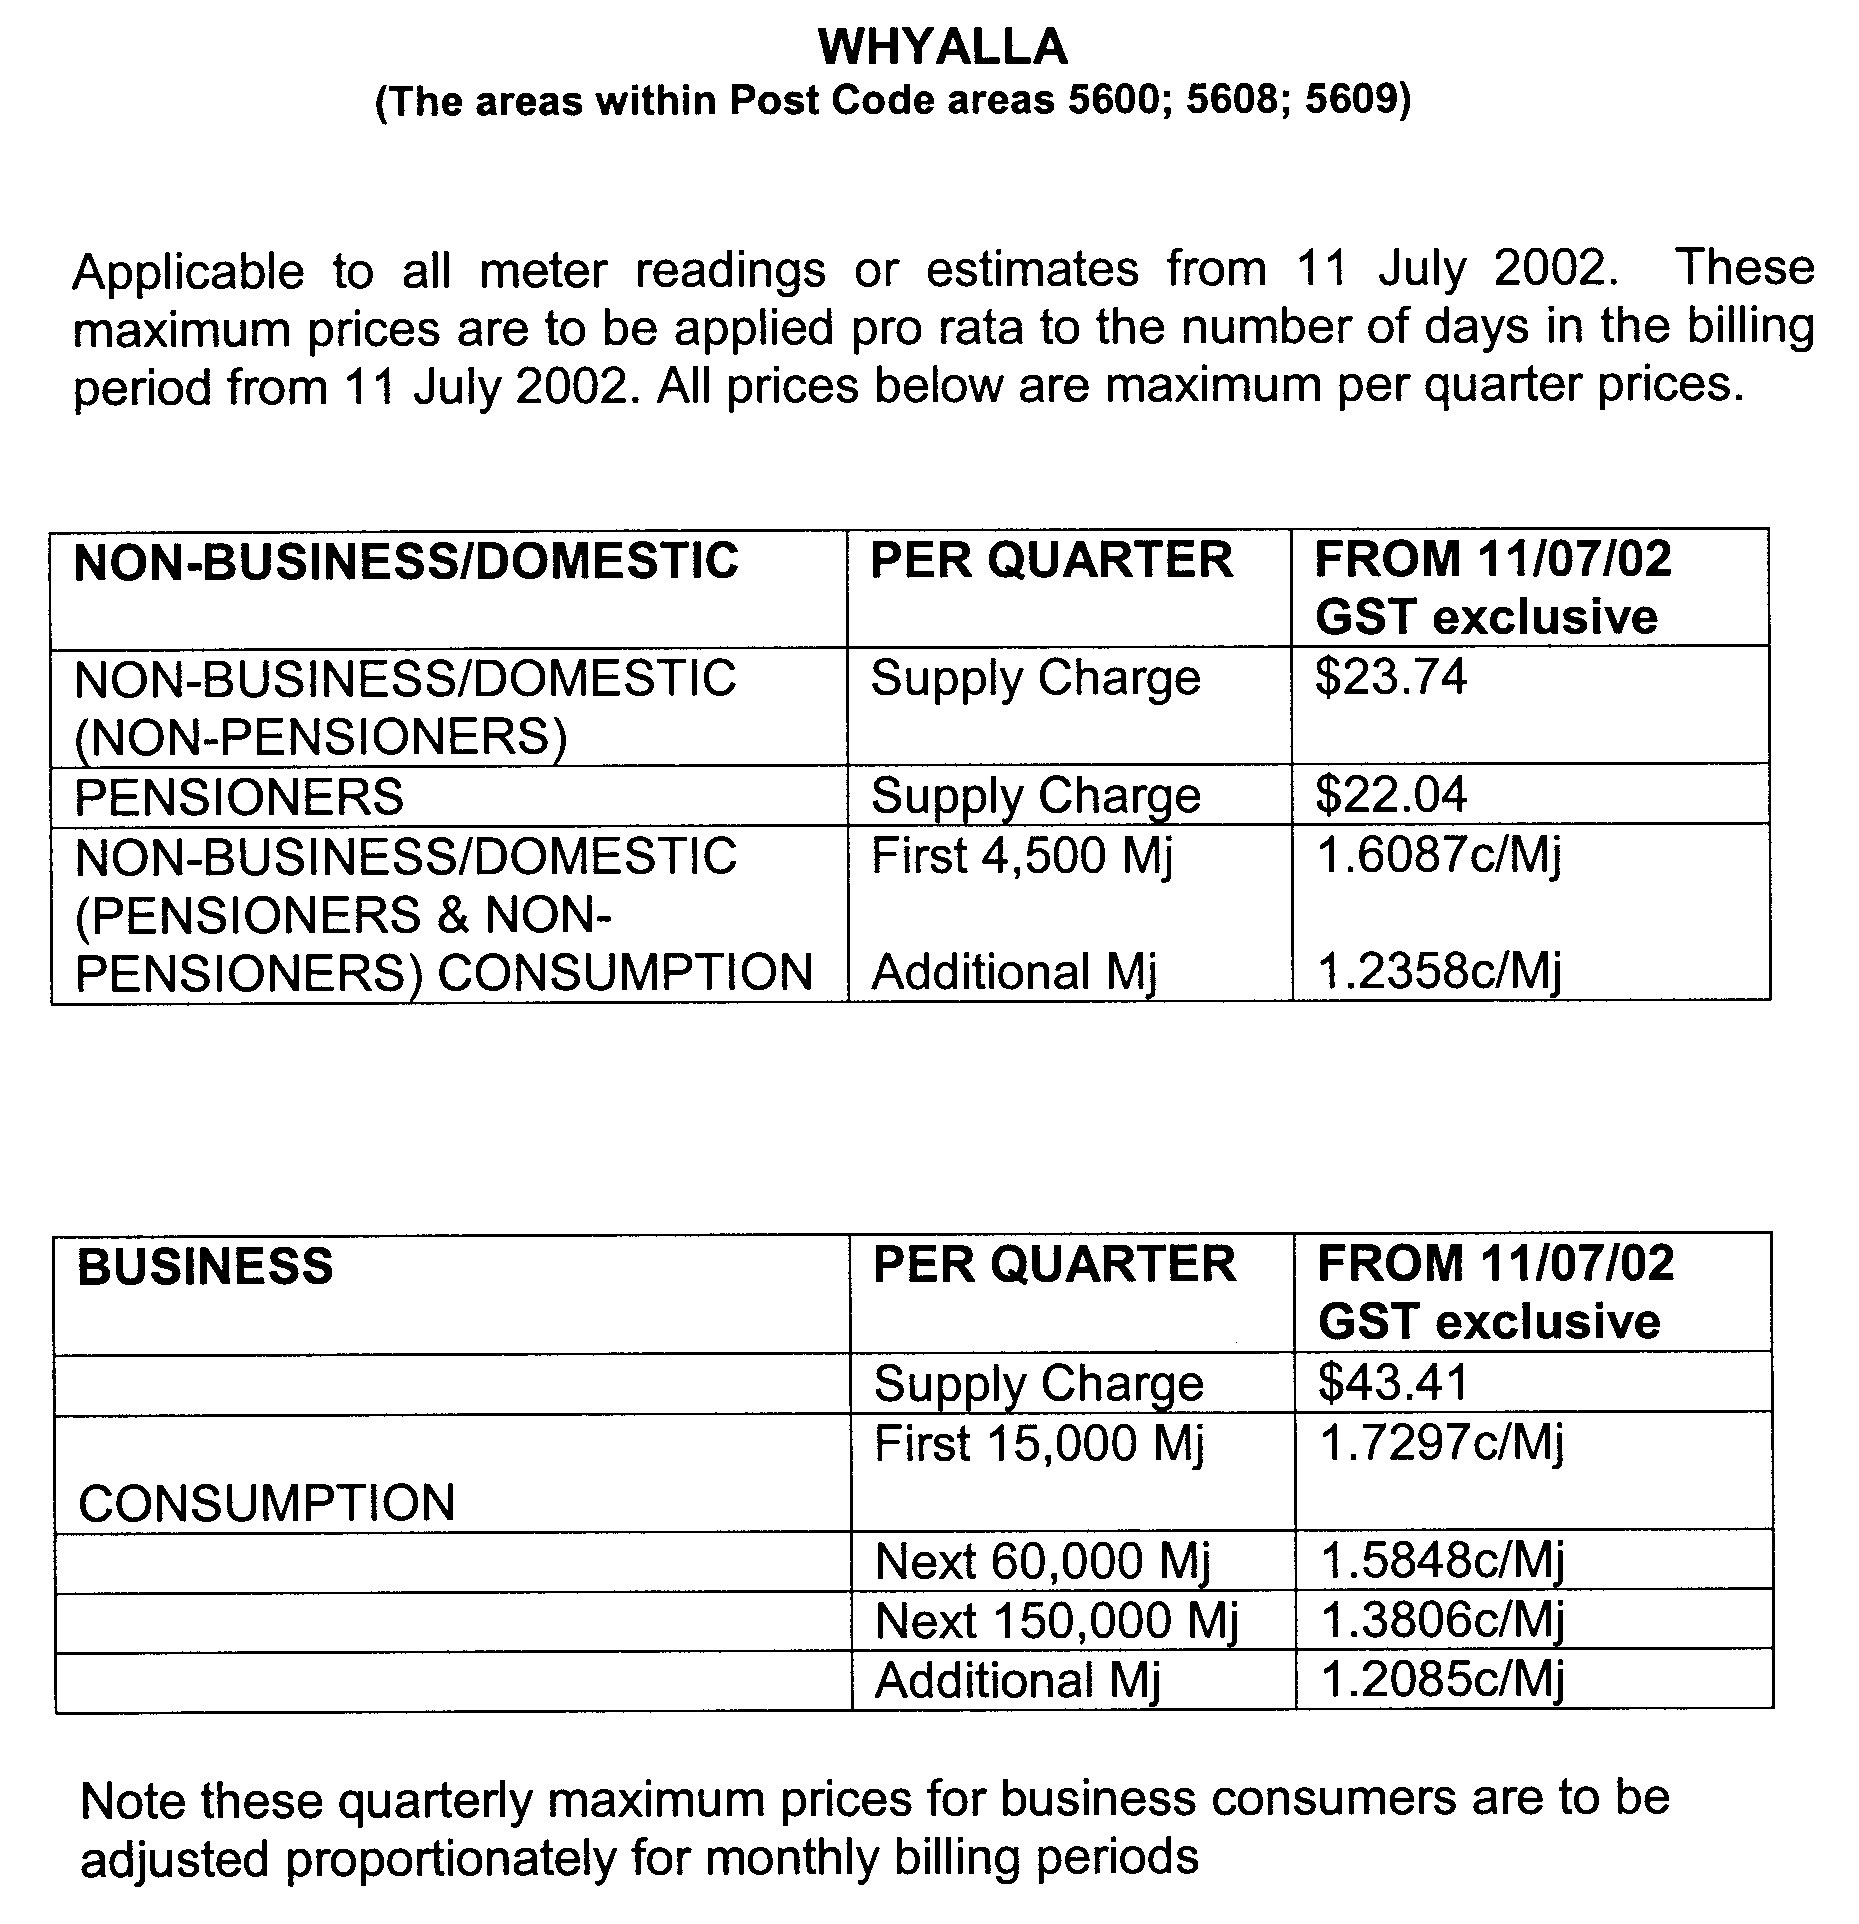 WHYALLA
(The areas within Post Code areas 5600; 5608; 5609)
Applicable to all meter readings or estimates from 11 July 2002. These
maximum prices are to be applied pro rata to the number of days in the billing
period from 11 July 2002. All prices below are maximum per quarter prices.
NON-BUSINESS/DOMESTIC PER QUARTER FROM 11/07/02
GST exclusive
NON-BUSINESS/DOMESTIC Supply Charge $23.74
(NON-PENSIONERS)
PENSIONERS Supply Charge $22.04
NON-BUSINESS/DOMESTIC First 4,500 Mj 1.6087c/Mj
(PENSIONERS & NON-
PENSIONERS) CONSUMPTION Additional Mj 1.2358c/Mj
BUSINESS PER QUARTER FROM 11/07/02
GST exclusive
Supply Charge $43.41
First 15,000 Mj 1.7297c/Mj
CONSUMPTION
Next 60,000 Mj 1.5848c/Mj
Next 150,000 Mj 1.3806c/Mj
Additional Mj 1.2085c/Mj
Note these quarterly maximum prices for business consumers are to be
adjusted proportionately for monthly billing periods